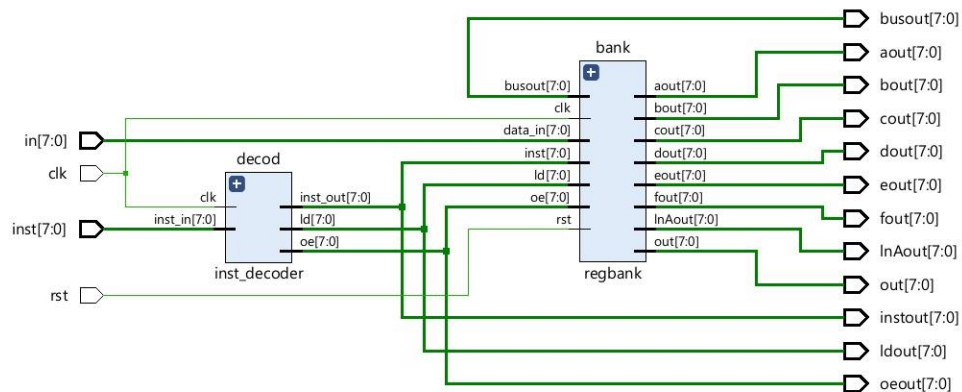 in[7:0]
clk
inst[7:0]
rst
decod
clk
inst_in[7:0]
inst_out[7:0]
ld[7:0]
oe[7:0]
inst_decoder
bank
busout[7:0]
clk
data_in[7:0]
inst[7:0]
ld[7:0]
oe[7:0]
rst
aout[7:0]
bout[7:0]
cout[7:0]
dout[7:0]
eout[7:0]
fout[7:0]
lnAout[7:0]
out[7:0]
regbank
busout[7:0]
aout[7:0]
bout[7:0]
cout[7:0]
dout[7:0]
eout[7:0]
fout[7:0]
lnAout[7:0]
out[7:0]
instout[7:0]
ldout[7:0]
oeout[7:0]